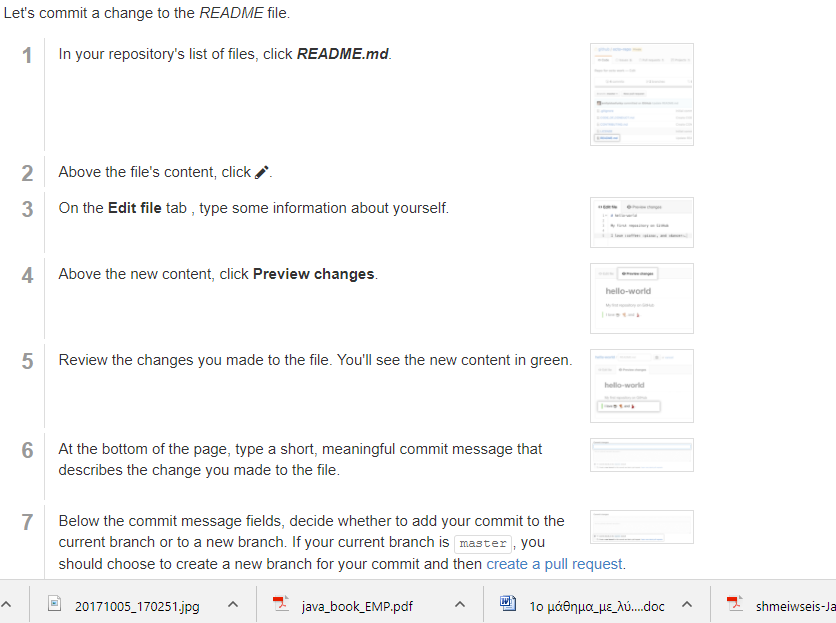 Let's commit a change to the README file.
1 In your repository's list of files, click README.md.
2 Above the file's content, click .
3 On the Edit file tab , type some information about yourself.
4 Above the new content, click Preview changes.
hello-world
5 Review the changes you made to the file. You'll see the new content in green.
hello-world
6 At the bottom of the page, type a short, meaningful commit message that
describes the change you made to the file.
7 Below the commit message fields, decide whether to add your commit to the
current branch or to a new branch. If your current branch is master, you
should choose to create a new branch for your commit and then create a pull request.
20171005_170251.jpg
java_book_EMP.pdf
1ο μάθημα_με_λύ....doc
shmeiwseis-Ja